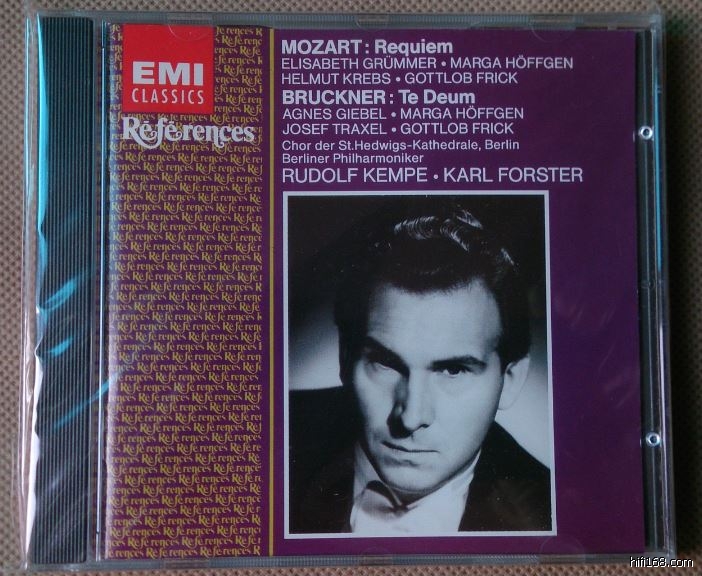 EMI
CLASSICS
Références
MOZART : Requiem
ELISABETH GRÜMMER • MARGA HÖFFGEN
HELMUT KREBS • GOTTLOB FRICK
BRUCKNER : Te Deum
AGNES GIEBEL • MARGA HÖFFGEN
JOSEF TRAXEL • GOTTLOB FRICK
Chor der St.Hedwigs-Kathedrale, Berlin
Berliner Philharmoniker
RUDOLF KEMPE • KARL FORSTER
hifi168.com